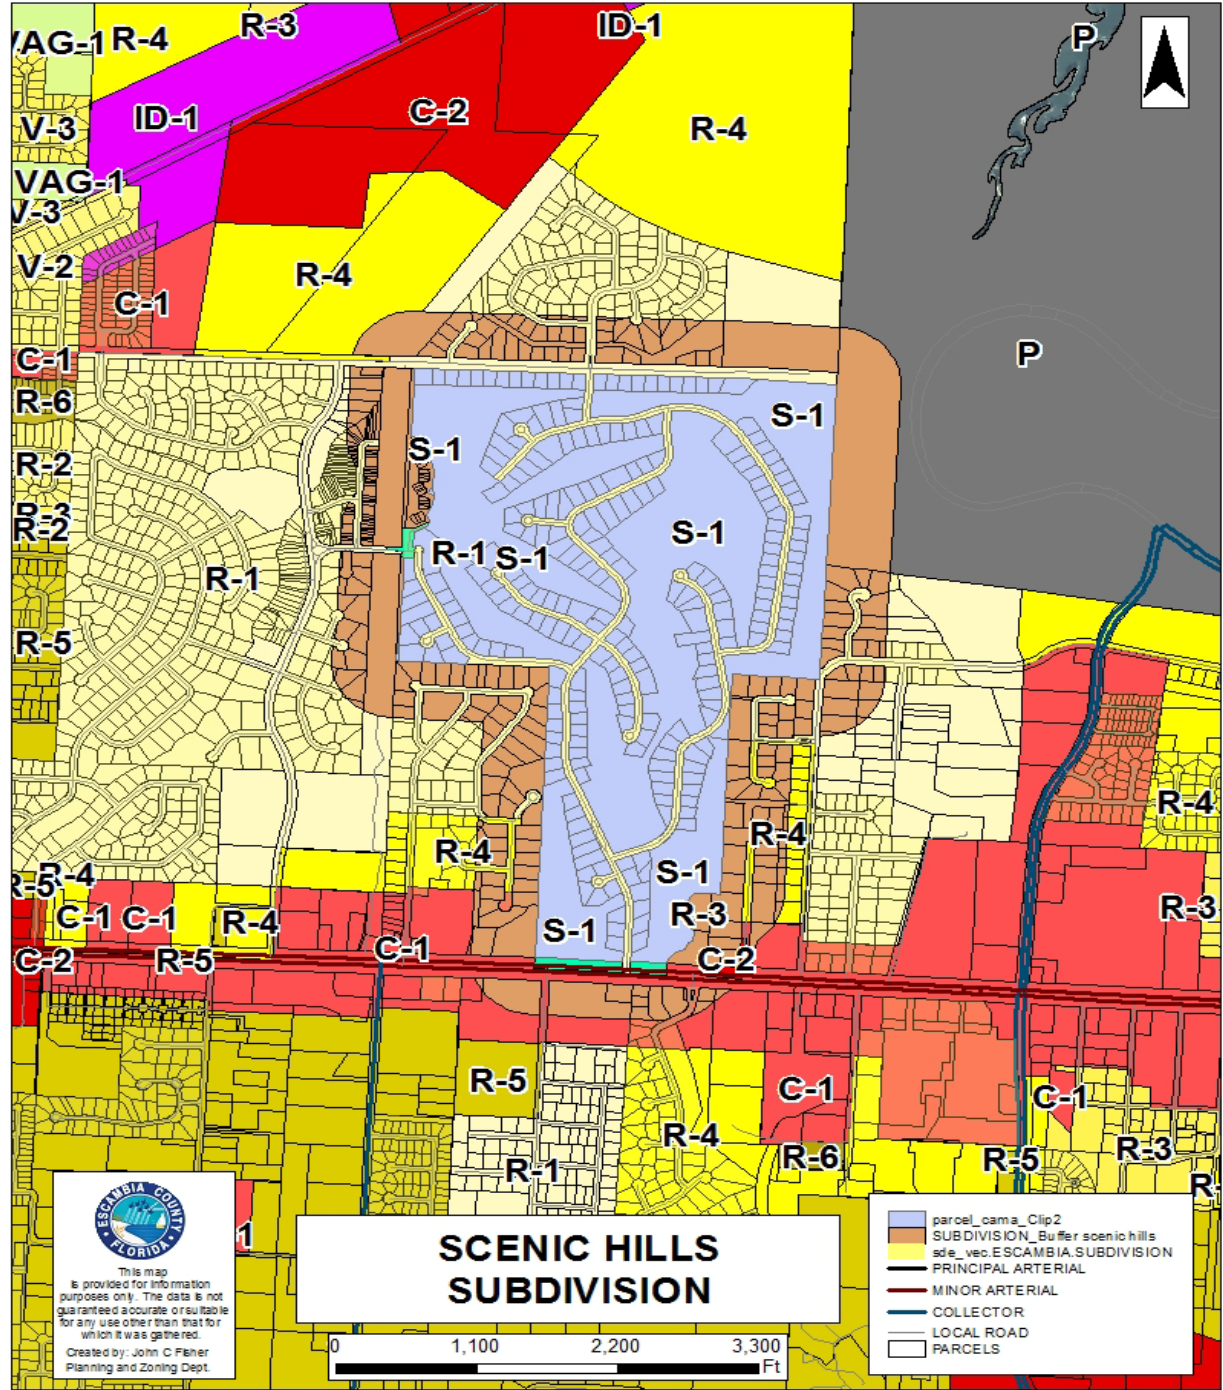 R-3
ID-1
VAG-1
R-4
P
ID-1
C-2
V-3
R-4
VAG-1
V-3
V-2
R-4
C-1
P
C-1
R-6
S-1
S-1
R-2
R-3
R-2
S-1
R-1
S-1
R-1
R-5
R-4
R-4
R-4
R-4
S-1
R-5
C-1
C-1
R-4
R-3
R-3
S-1
C-1
C-2
R-5
C-2
R-5
C-1
C-1
R-4
R-3
R-6
R-5
R-1
R-
1
ESCAMBIA COUNTY
FLORIDA
This map
is provided for information
purposes only. The data is not
guaranteed accurate or suitable
for any use other than that for
which it was gathered.
Created by: John C Fisher
Planning and Zoning Dept.
SCENIC HILLS
SUBDIVISION
0 1,100 2,200 3,300
Ft
parcel_cama_Clip2
SUBDIVISION_Buffer scenic hills
sde_vec.ESCAMBIA.SUBDIVISION
PRINCIPAL ARTERIAL
MINOR ARTERIAL
COLLECTOR
LOCAL ROAD
PARCELS